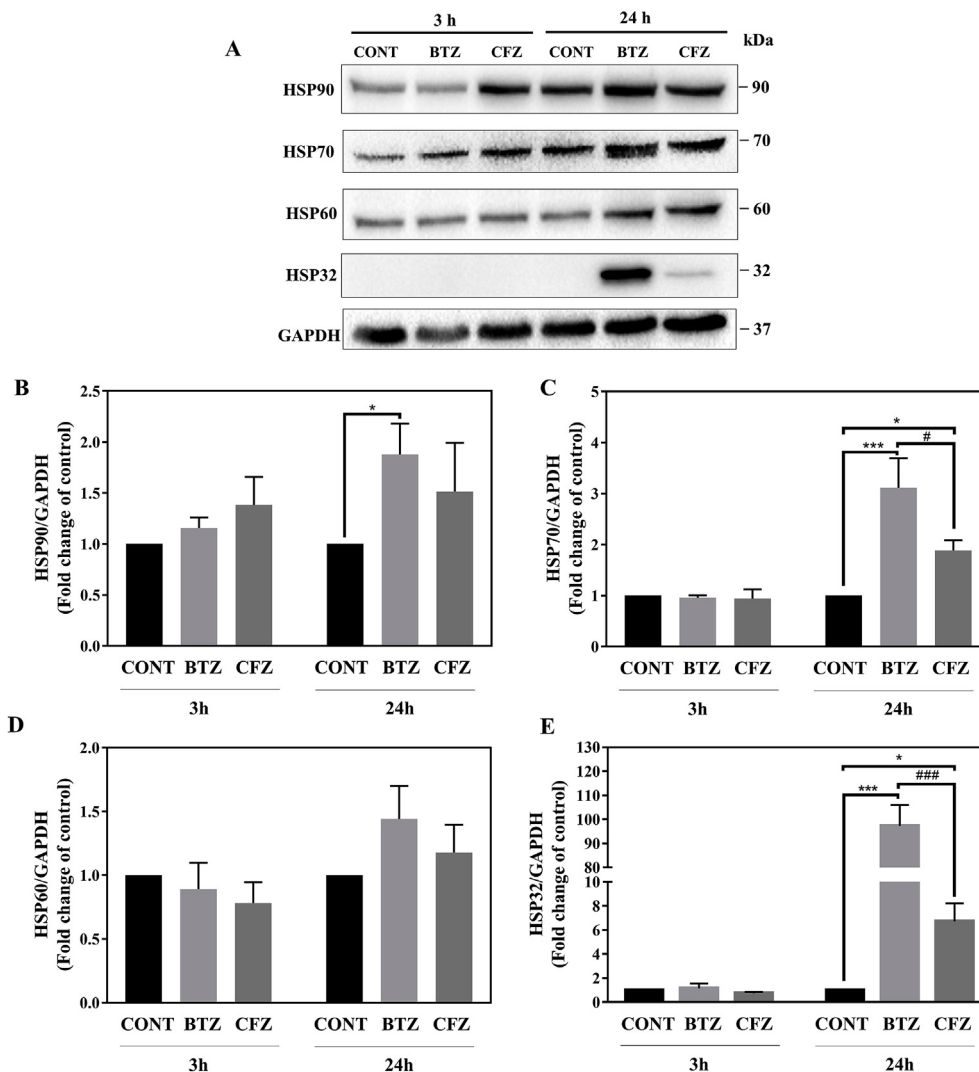 3 h 24 h
A CONT BTZ CFZ CONT BTZ CFZ kDa
HSP90 90
HSP70 70
HSP60 60
HSP32 32
GAPDH 37
B
HSP90/GAPDH
(Fold change of control)
2.5
2.0
1.5
1.0
0.5
0.0
*
CONT BTZ CFZ CONT BTZ CFZ
3h 24h
C
HSP70/GAPDH
(Fold change of control)
5
4
3
2
1
0
*
*** #
CONT BTZ CFZ CONT BTZ CFZ
3h 24h
D
HSP60/GAPDH
(Fold change of control)
2.0
1.5
1.0
0.5
0.0
CONT BTZ CFZ CONT BTZ CFZ
3h 24h
E
HSP32/GAPDH
(Fold change of control)
130
120
110
100
90
80
10
8
6
4
2
0
*
*** ###
CONT BTZ CFZ CONT BTZ CFZ
3h 24h